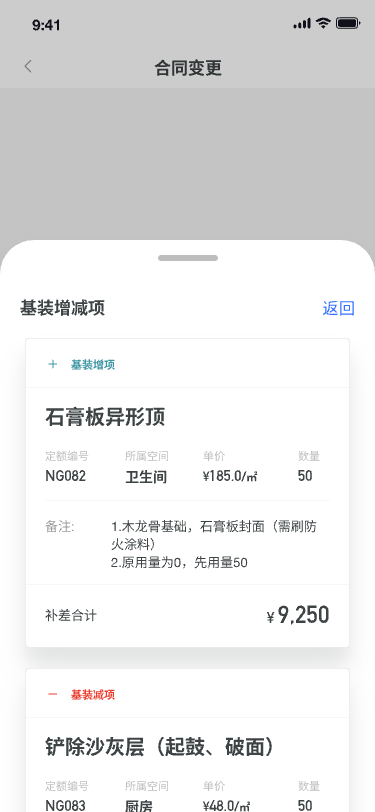 9:41
合同变更
基装增减项
返回
+ 基装增项
石膏板异形顶
定额编号 所属空间 单价 数量
NG082 卫生间 ¥185.0/㎡ 50
备注: 1.木龙骨基础，石膏板封面（需刷防
火涂料）
2.原用量为0，先用量50
补差合计 ¥ 9,250
— 基装减项
铲除沙灰层（起鼓、破面）
定额编号 所属空间 单价 数量
NG083 厨房 ¥48.0/㎡ 50